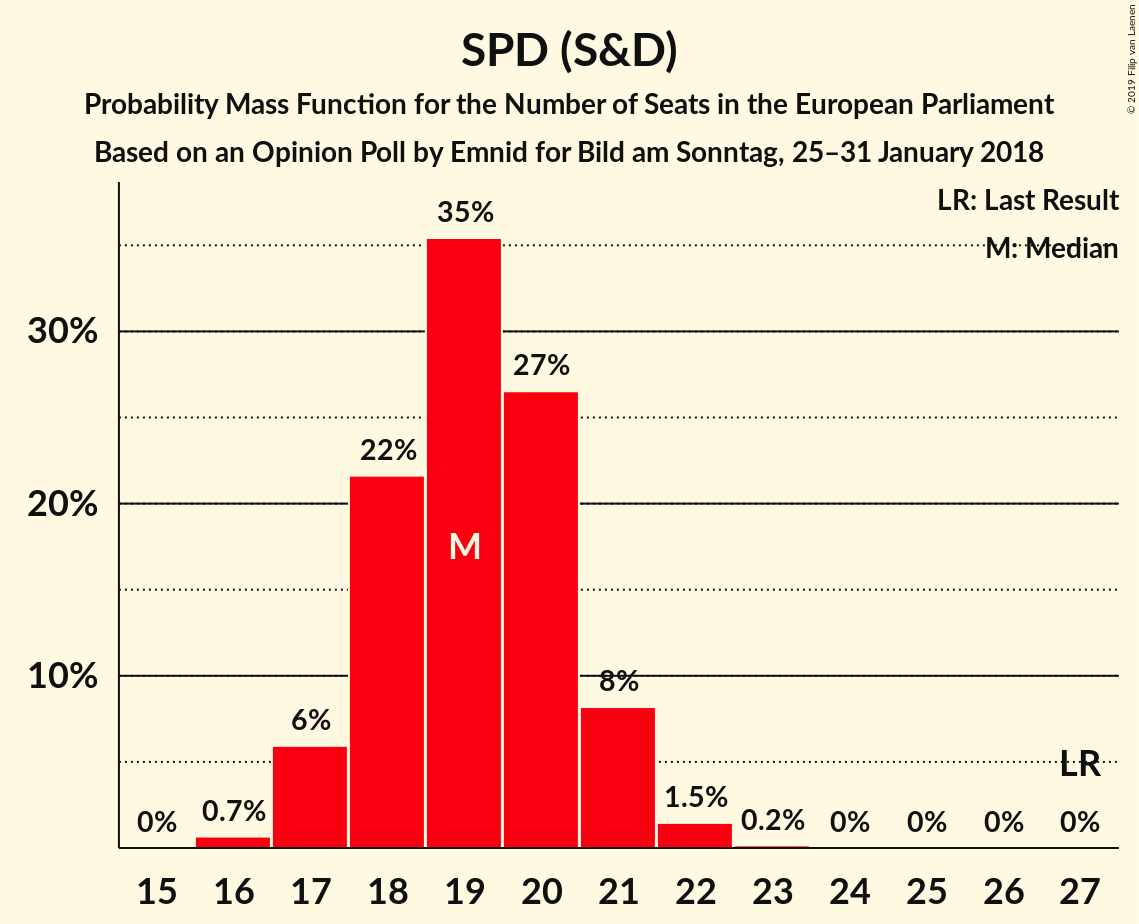 SPD (S&D)
Probability Mass Function for the Number of Seats in the European Parliament
Based on an Opinion Poll by Emnid for Bild am Sonntag, 25–31 January 2018
© 2019 Filip van Laenen
LR: Last Result
M: Median
35%
30%
27%
22%
20%
M
10%
8%
6%
LR
0%
0.7%
1.5%
0.2%
0%
0%
0%
0%
15 16 17 18 19 20 21 22 23 24 25 26 27